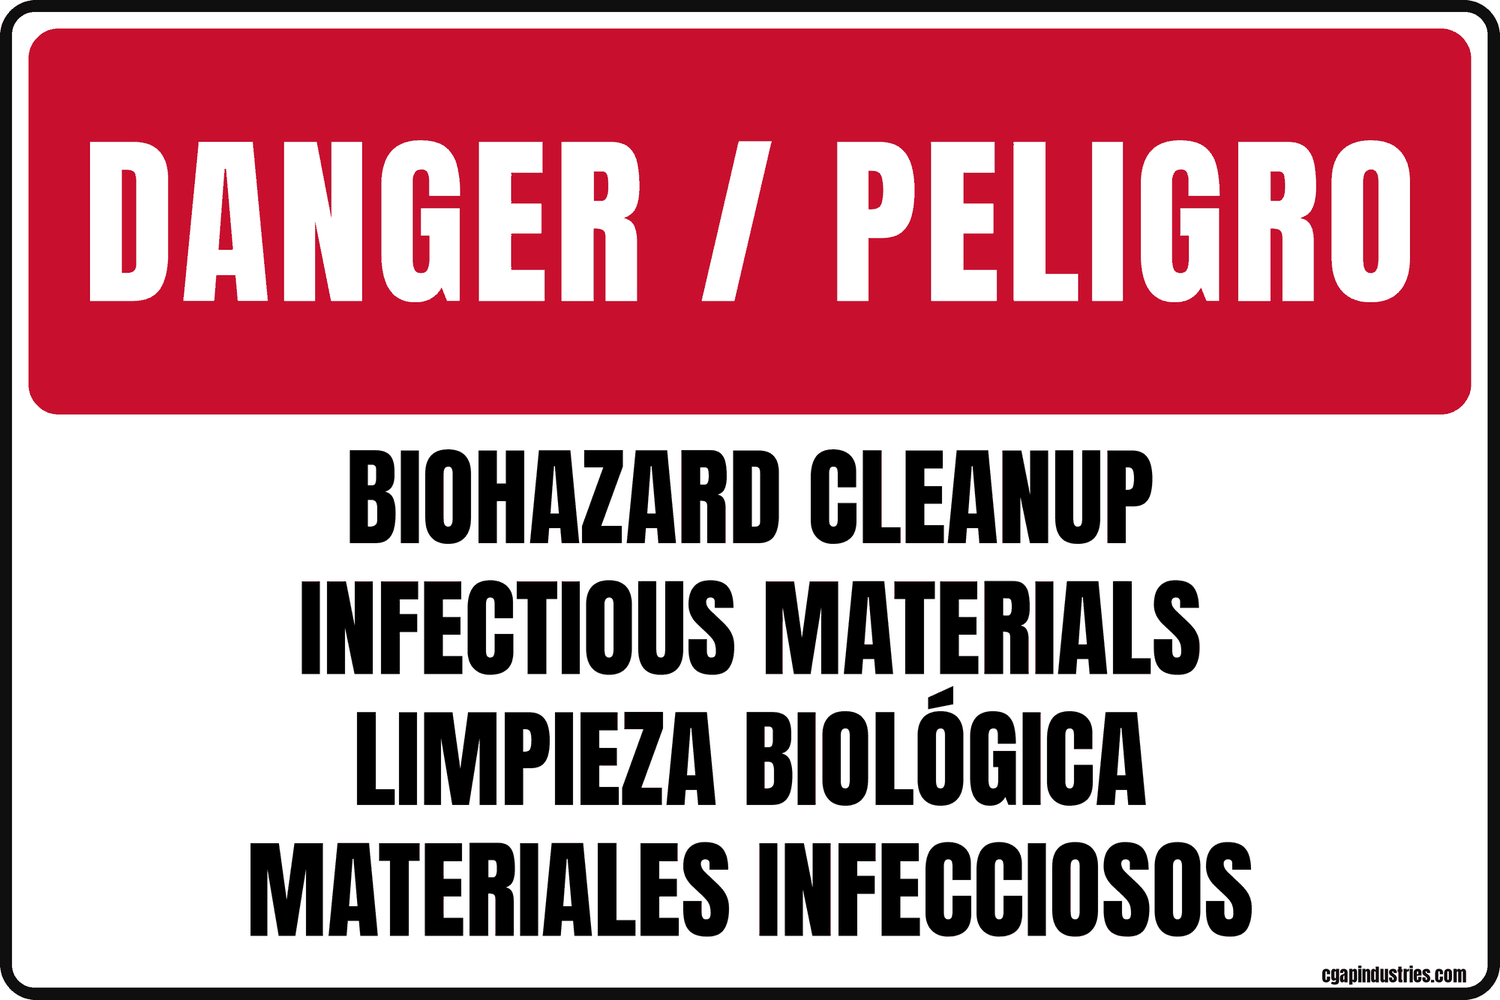 DANGER / PELIGRO
BIOHAZARD CLEANUP
INFECTIOUS MATERIALS
LIMPIEZA BIOLÓGICA
MATERIALES INFECCIOSOS
cgapindustries.com